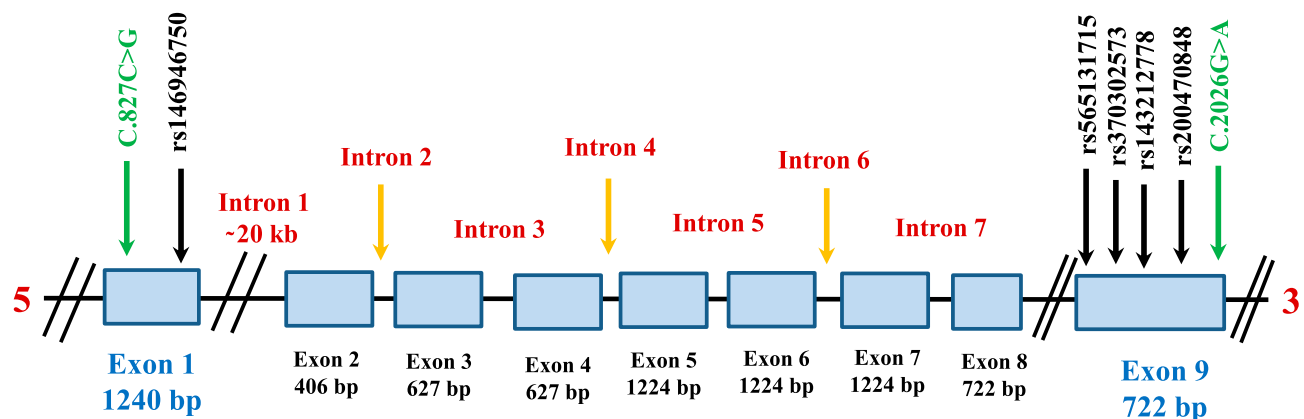 C.827C>G
rs146946750
Intron 1
~20 kb
Intron 2
Intron 3
Intron 4
Intron 5
Intron 6
Intron 7
rs565131715
rs370302573
rs143212778
rs200470848
C.2026G>A
5
3
Exon 1
1240 bp
Exon 2
406 bp
Exon 3
627 bp
Exon 4
627 bp
Exon 5
1224 bp
Exon 6
1224 bp
Exon 7
1224 bp
Exon 8
722 bp
Exon 9
722 bp